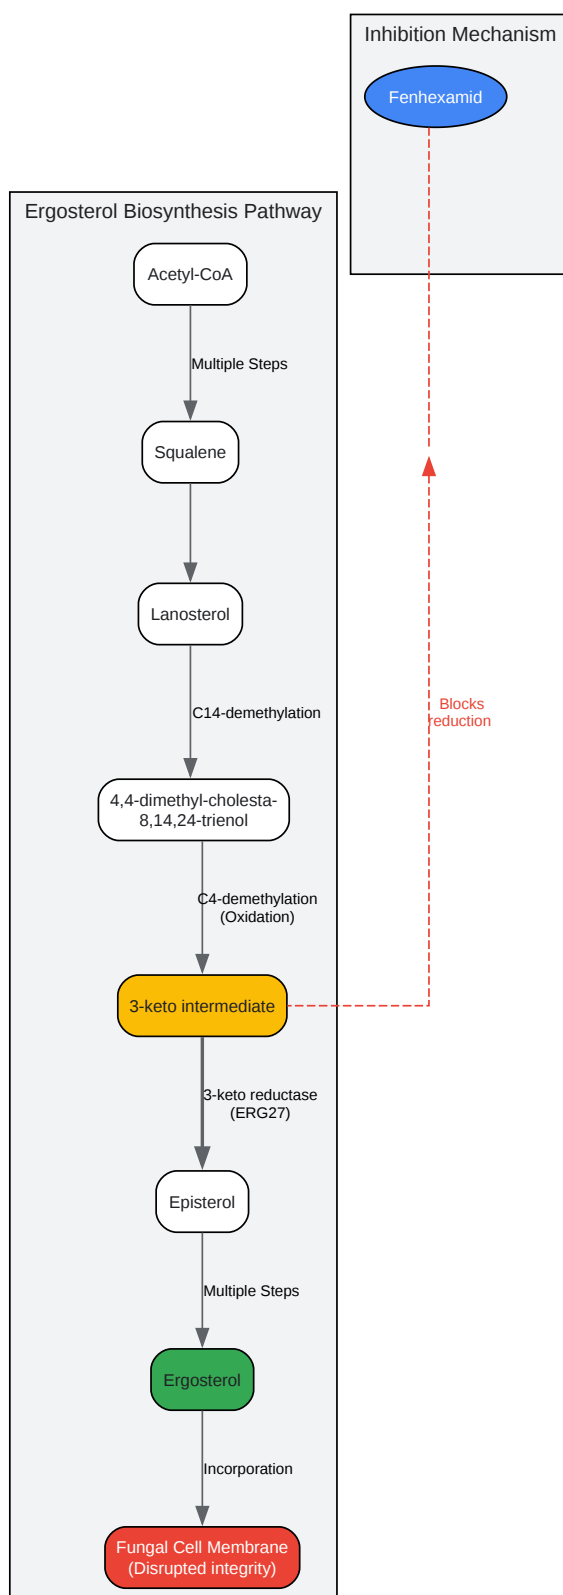 Inhibition Mechanism
Fenhexamid
Ergosterol Biosynthesis Pathway
Acetyl-CoA
Multiple Steps
Squalene
Lanosterol
C14-demethylation
Blocks
reduction
4,4-dimethyl-cholesta-
8,14,24-trienol
C4-demethylation
(Oxidation)
3-keto intermediate
3-keto reductase
(ERG27)
Episterol
Multiple Steps
Ergosterol
Incorporation
Fungal Cell Membrane
(Disrupted integrity)